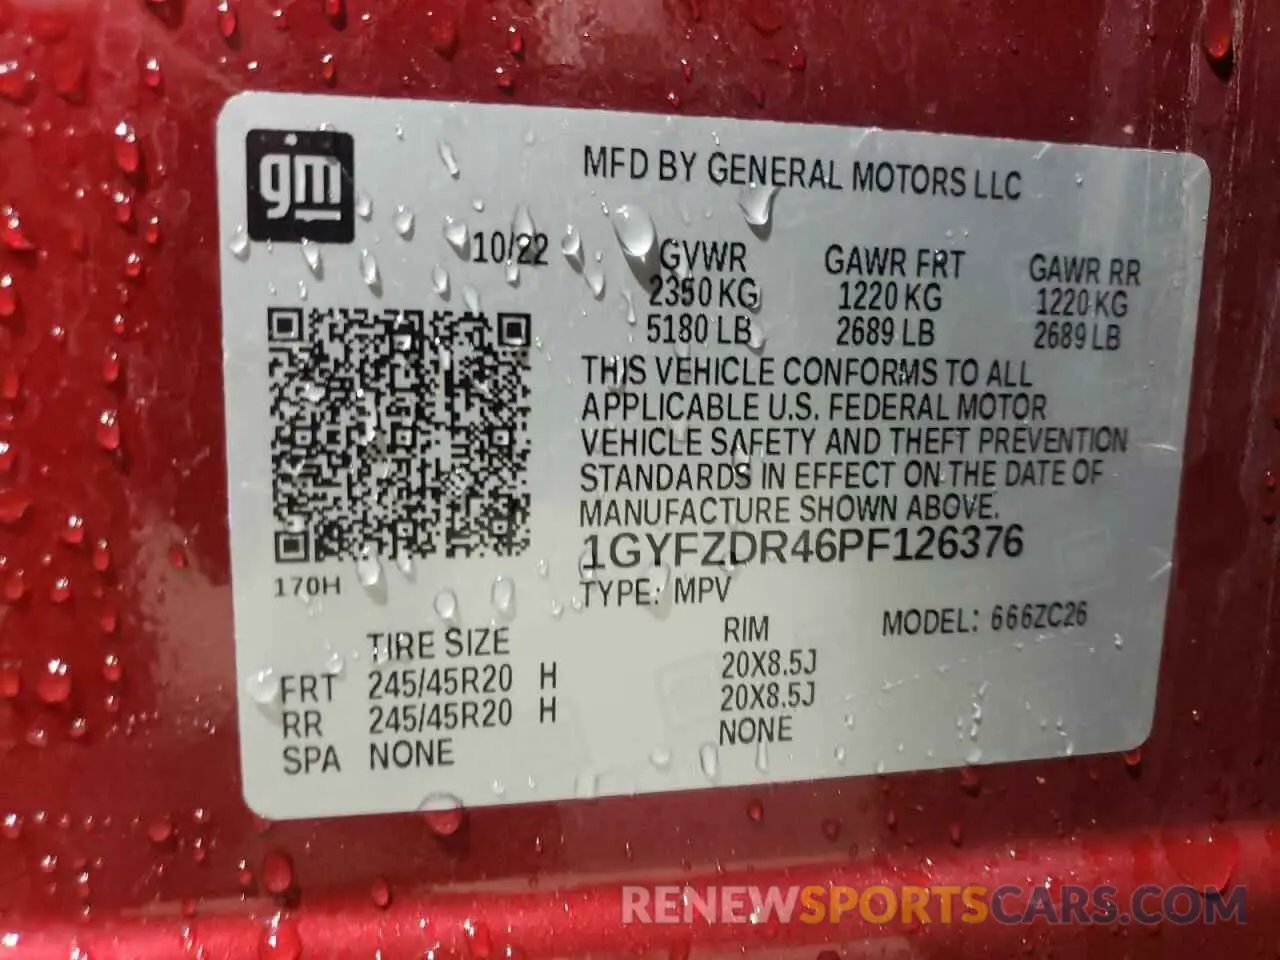 gm
MFD BY GENERAL MOTORS LLC
10/22
GVWR GAWR FRT GAWR RR
2350 KG 1220 KG 1220 KG
5180 LB 2689 LB 2689 LB
THIS VEHICLE CONFORMS TO ALL
APPLICABLE U.S. FEDERAL MOTOR
VEHICLE SAFETY AND THEFT PREVENTION
STANDARDS IN EFFECT ON THE DATE OF
MANUFACTURE SHOWN ABOVE.
1GYFZDR46PF126376
170H
TYPE: MPV
MODEL: 666ZC26
TIRE SIZE RIM
FRT 245/45R20 H 20X8.5J
RR 245/45R20 H 20X8.5J
SPA NONE NONE
RENEWSPORTSCARS.COM